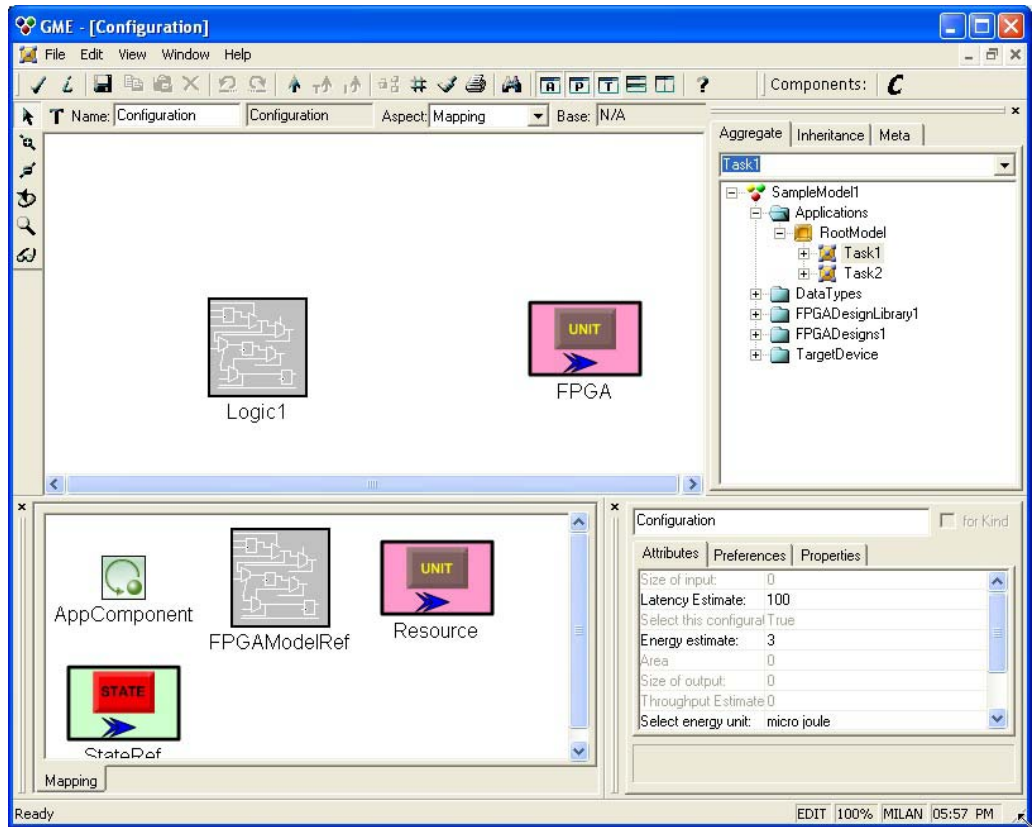 GME - [Configuration]
File Edit View Window Help
A P T ? Components: C
T Name: Configuration Configuration Aspect: Mapping Base: N/A
Aggregate Inheritance Meta
Task1
SampleModel1
Applications
RootModel
Task1
Task2
DataTypes
FPGADesignLibrary1
FPGADesigns1
TargetDevice
UNIT
Logic1
FPGA
AppComponent
FPGAModelRef
UNIT
Resource
STATE
StateRef
Mapping
Configuration for Kind
Attributes Preferences Properties
Size of input: 0
Latency Estimate: 100
Select this configurat True
Energy estimate: 3
Area 0
Size of output: 0
Throughput Estimate 0
Select energy unit: micro joule
Ready EDIT 100% MILAN 05:57 PM